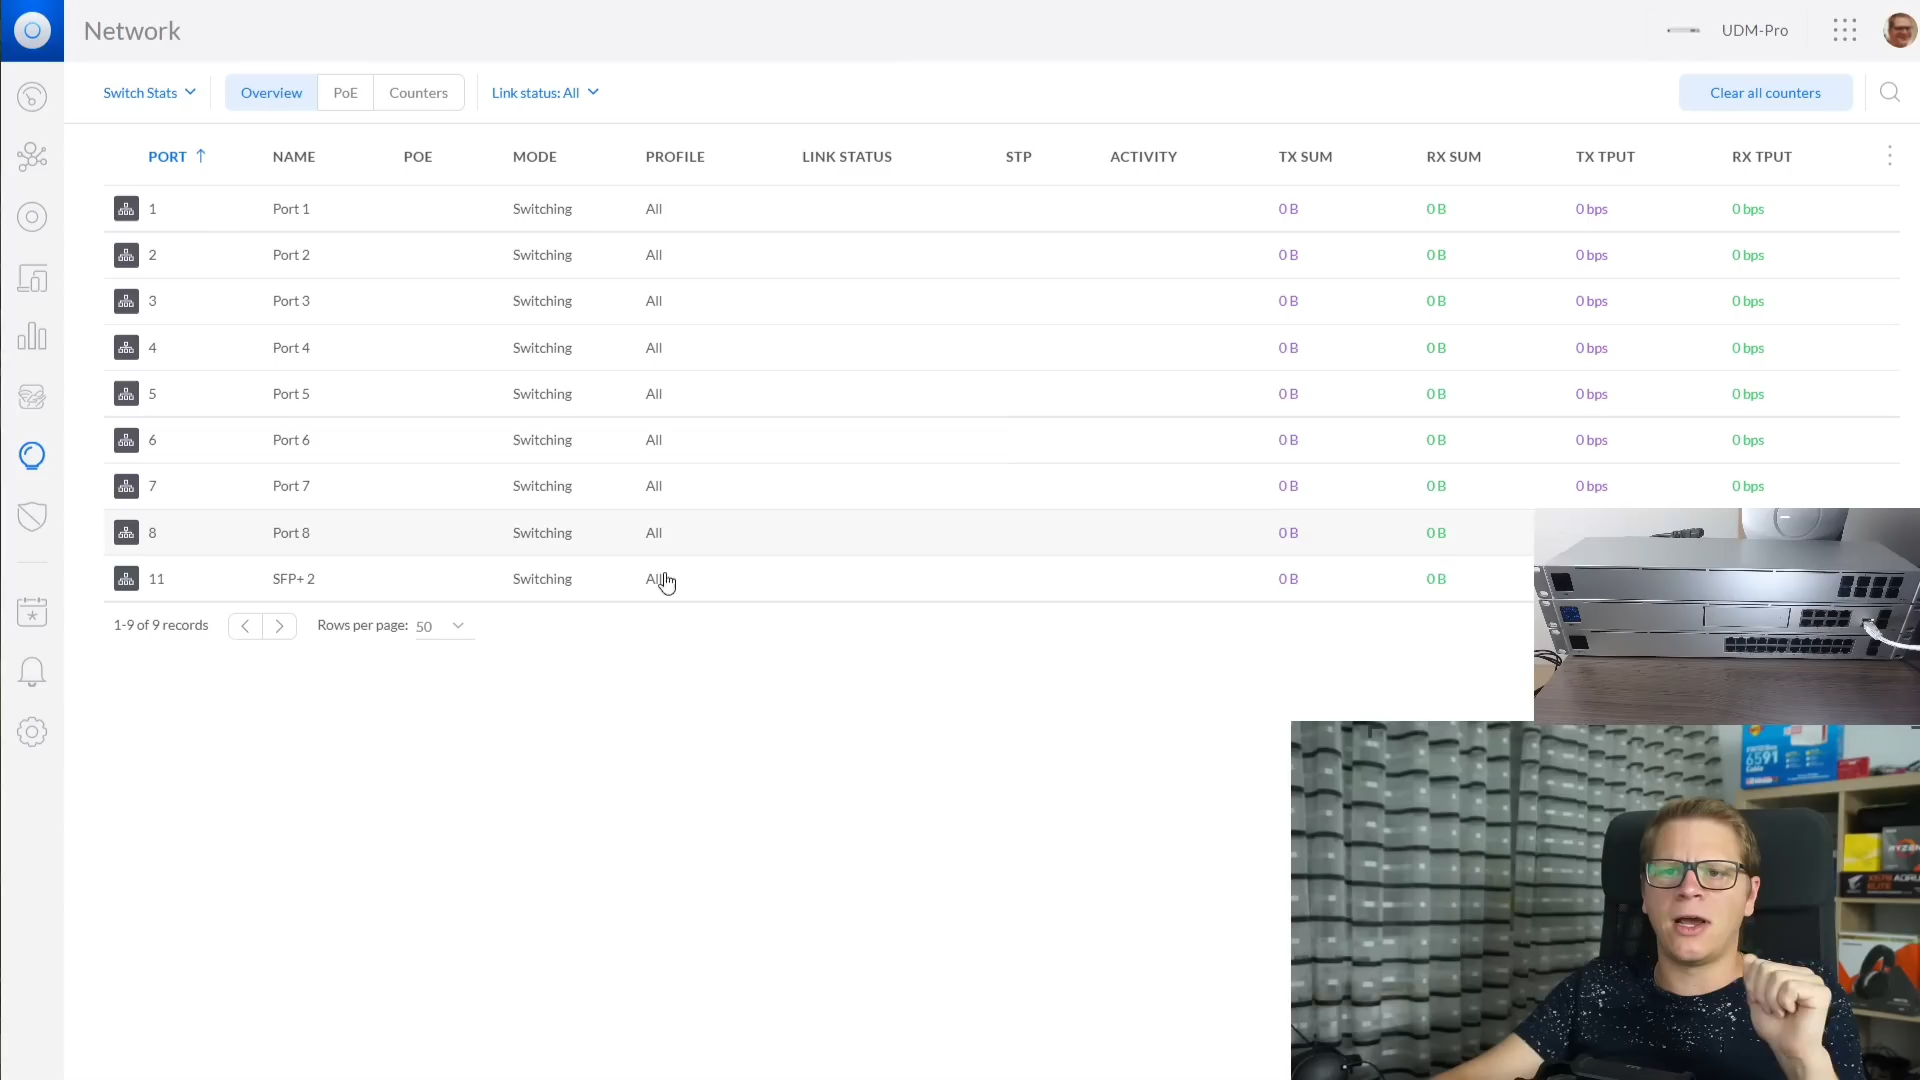 Network
UDM-Pro
Switch Stats
Overview
PoE
Counters
Link status: All
Clear all counters
PORT NAME POE MODE PROFILE LINK STATUS STP ACTIVITY TX SUM RX SUM TX TPUT RX TPUT
1 Port 1 Switching All 0 B 0 B 0 bps 0 bps
2 Port 2 Switching All 0 B 0 B 0 bps 0 bps
3 Port 3 Switching All 0 B 0 B 0 bps 0 bps
4 Port 4 Switching All 0 B 0 B 0 bps 0 bps
5 Port 5 Switching All 0 B 0 B 0 bps 0 bps
6 Port 6 Switching All 0 B 0 B 0 bps 0 bps
7 Port 7 Switching All 0 B 0 B 0 bps 0 bps
8 Port 8 Switching All 0 B 0 B
11 SFP+ 2 Switching All 0 B 0 B
1-9 of 9 records
Rows per page: 50
6591
Cable
RYZEN
ELITE